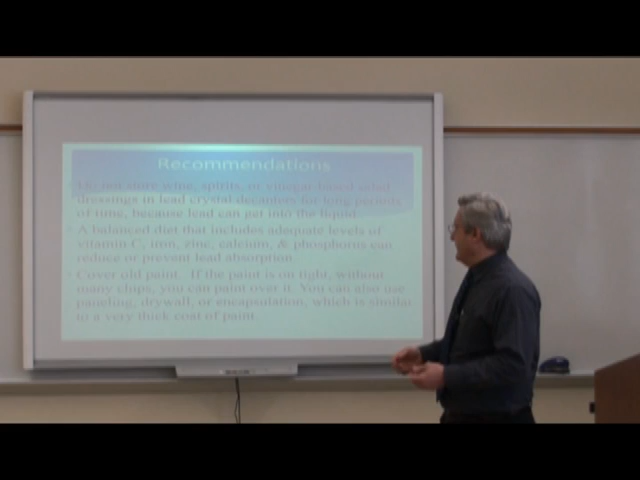 Recommendations
Do not store wine, spirits, or vinegar-based salad
dressings in lead crystal decanters for long periods
of time, because lead can get into the liquid.
• A balanced diet that includes adequate levels of
vitamin C, iron, zinc, calcium, & phosphorus can
reduce or prevent lead absorption.
• Cover old paint. If the paint is on tight, without
many chips, you can paint over it. You can also use
paneling, drywall, or encapsulation, which is similar
to a very thick coat of paint.